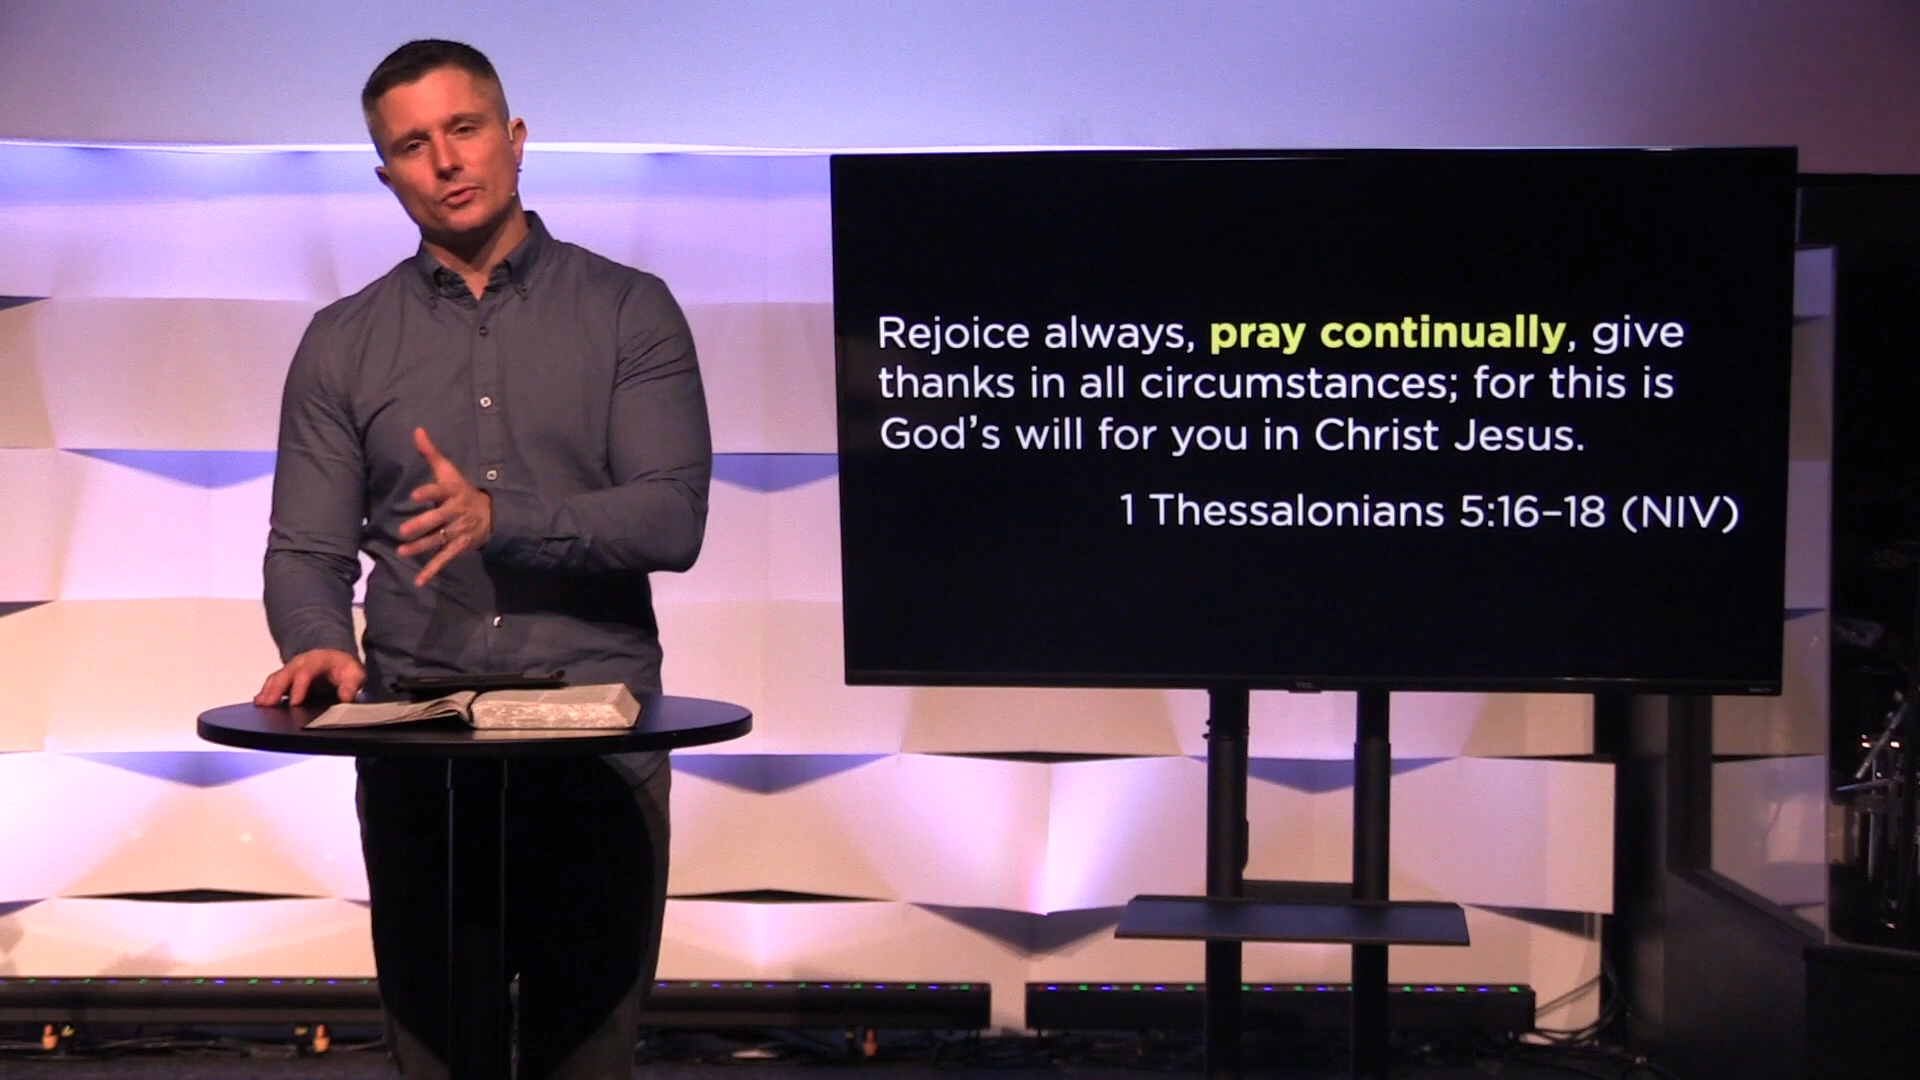 Rejoice always, pray continually, give
thanks in all circumstances; for this is
God's will for you in Christ Jesus.
1 Thessalonians 5:16–18 (NIV)